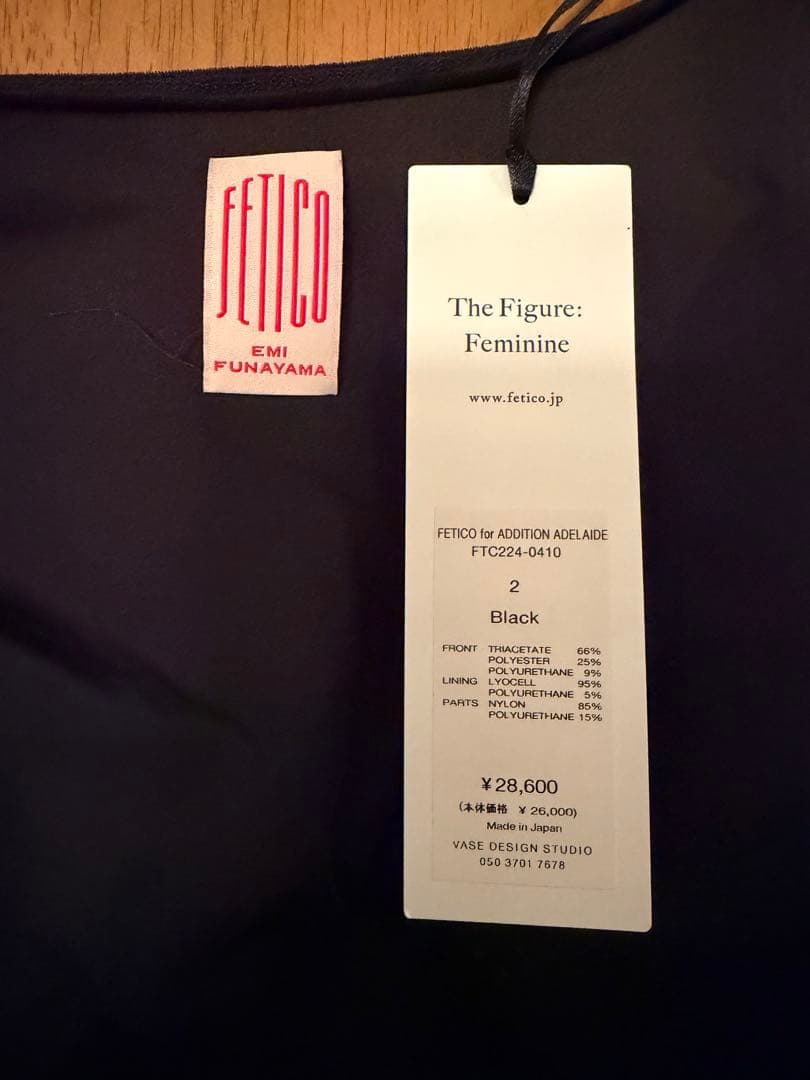 FETICO
EMI
FUNAYAMA
The Figure:
Feminine
www.fetico.jp
FETICO for ADDITION ADELAIDE
FTC224-0410
2
Black
FRONT TRIACETATE 66%
POLYESTER 25%
POLYURETHANE 9%
LINING LYOCELL 95%
POLYURETHANE 5%
PARTS NYLON 85%
POLYURETHANE 15%
¥28,600
(本体価格 ¥ 26,000)
Made in Japan
VASE DESIGN STUDIO
050 3701 7678